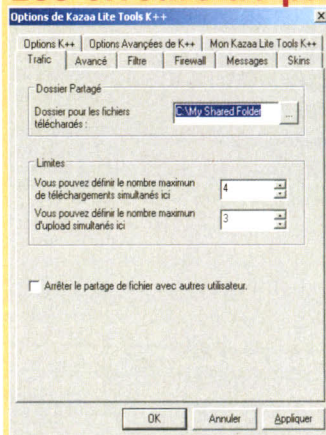 Options de Kazaa Lite Tools K++
Options K++ Options Avançées de K++ Mon Kazaa Lite Tools K++
Trafic Avancé Filtre Firewall Messages Skins
Dossier Partagé
Dossier pour les fichiers
téléchargés :
C:\My Shared Folder ...
Limites
Vous pouvez définir le nombre maximun
de téléchargements simultanés ici
4
Vous pouvez définir le nombre maximun
d'upload simultanés ici
3
Arrêter le partage de fichier avec autres utilisateur.
OK Annuler Appliquer